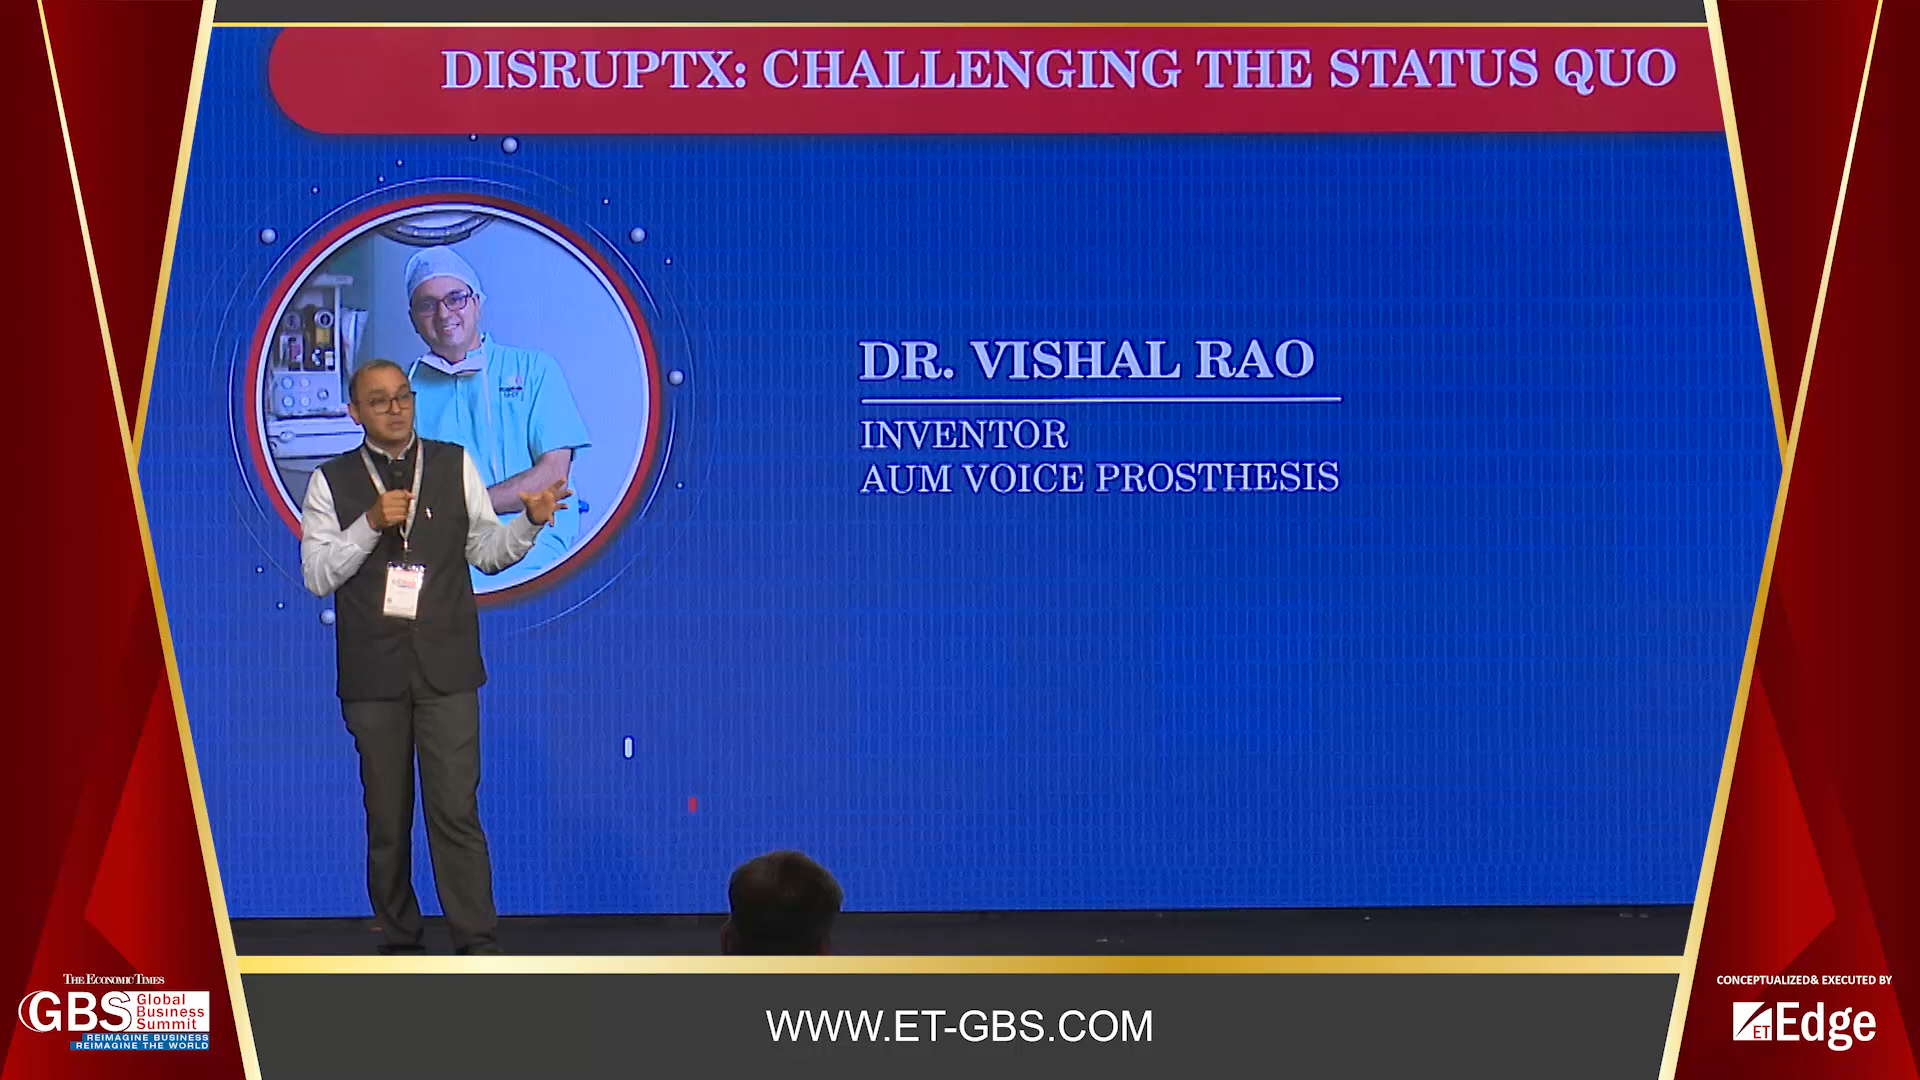 DISRUPTX: CHALLENGING THE STATUS QUO
DR. VISHAL RAO
INVENTOR
AUM VOICE PROSTHESIS
THE ECONOMIC TIMES
GBS Global
Business
Summit
REIMAGINE BUSINESS
REIMAGINE THE WORLD
WWW.ET-GBS.COM
CONCEPTUALIZED& EXECUTED BY
ET Edge